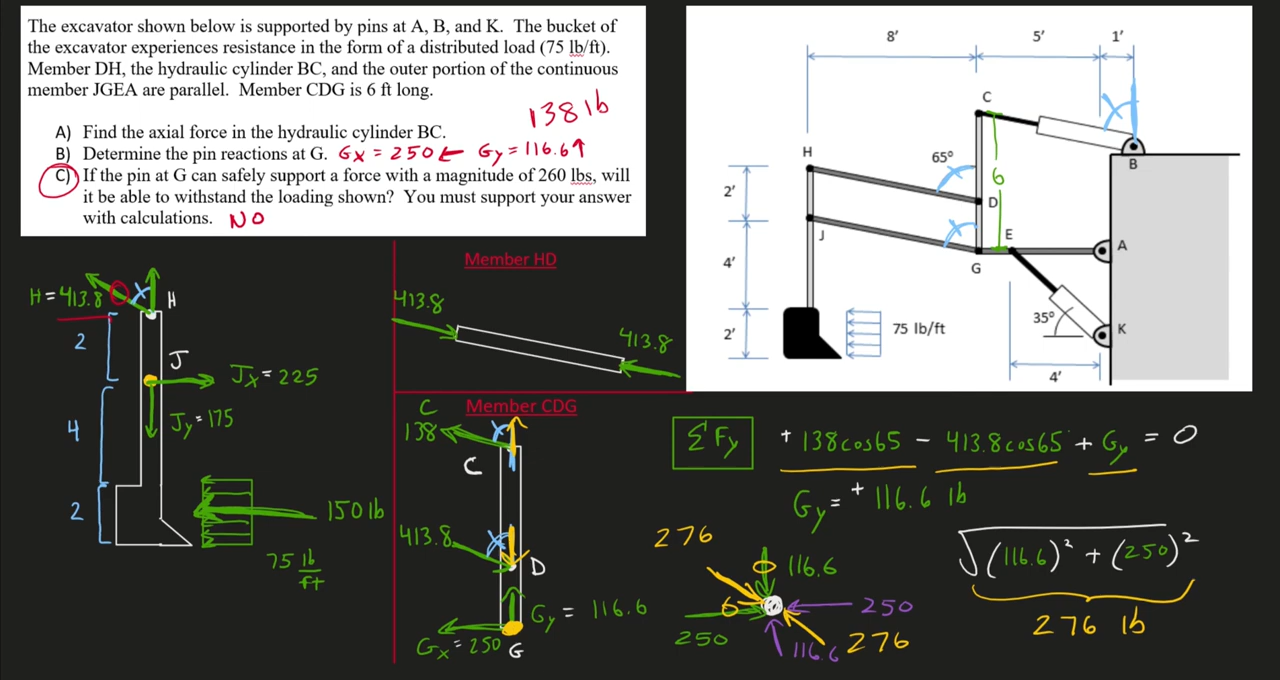 The excavator shown below is supported by pins at A, B, and K. The bucket of
the excavator experiences resistance in the form of a distributed load (75 lb/ft).
Member DH, the hydraulic cylinder BC, and the outer portion of the continuous
member JGEA are parallel. Member CDG is 6 ft long.
138 lb
A) Find the axial force in the hydraulic cylinder BC.
B) Determine the pin reactions at G. Gx = 250 ← Gy = 116.6 ↑
C) If the pin at G can safely support a force with a magnitude of 260 lbs, will
it be able to withstand the loading shown? You must support your answer
with calculations. NO
8' 5' 1'
C
B
H
65°
2'
6
D
J
E
A
4'
G
35°
K
2'
75 lb/ft
4'
H = 413.8
H
2
J
Jx = 225
Jy = 175
4
2
150 lb
75 lb/ft
Member HD
413.8
413.8
Member CDG
C
138
C
413.8
D
Gy = 116.6
Gx = 250
G
ΣFy + 138cos65 - 413.8cos65 + Gy = 0
Gy = + 116.6 lb
276
116.6
250
250
116.6
276
√(116.6)² + (250)²
276 lb